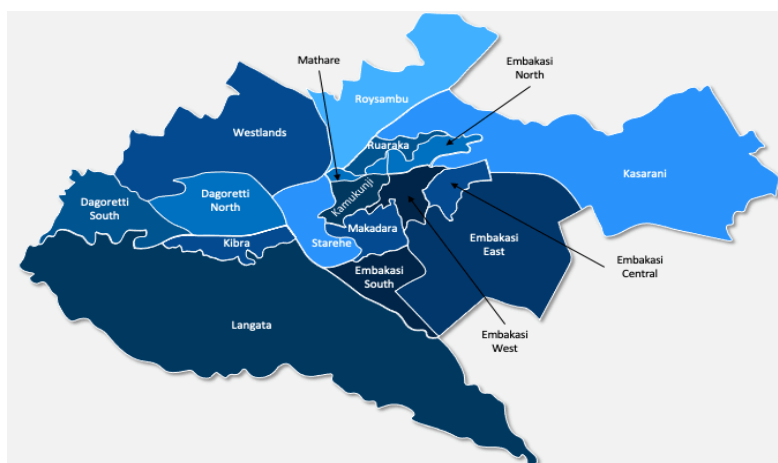 Mathare
Embakasi
North
Roysambu
Westlands
Ruaraka
Kasarani
Dagoretti
South
Dagoretti
North
Kamukunji
Makadara
Starehe
Kibra
Embakasi
East
Embakasi
South
Embakasi
Central
Langata
Embakasi
West